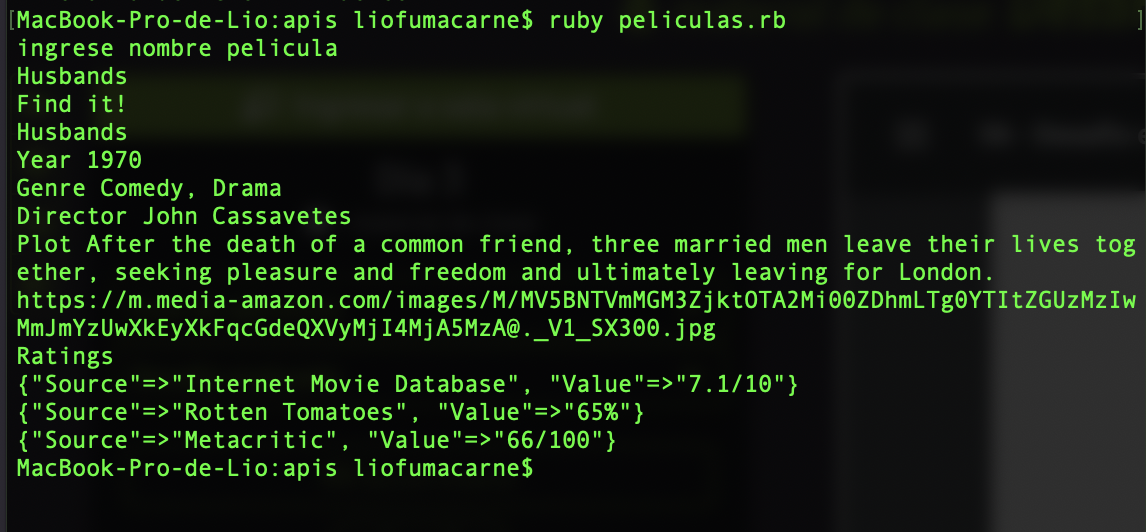 [MacBook-Pro-de-Lio:apis liofumacarne$ ruby peliculas.rb ]
ingrese nombre pelicula
Husbands
Find it!
Husbands
Year 1970
Genre Comedy, Drama
Director John Cassavetes
Plot After the death of a common friend, three married men leave their lives tog
ether, seeking pleasure and freedom and ultimately leaving for London.
https://m.media-amazon.com/images/M/MV5BNTVmMGM3ZjktOTA2Mi00ZDhmLTg0YTItZGUzMzIw
MmJmYzUwXkEyXkFqcGdeQXVyMjI4MjA5MzA@._V1_SX300.jpg
Ratings
{"Source"=>"Internet Movie Database", "Value"=>"7.1/10"}
{"Source"=>"Rotten Tomatoes", "Value"=>"65%"}
{"Source"=>"Metacritic", "Value"=>"66/100"}
MacBook-Pro-de-Lio:apis liofumacarne$